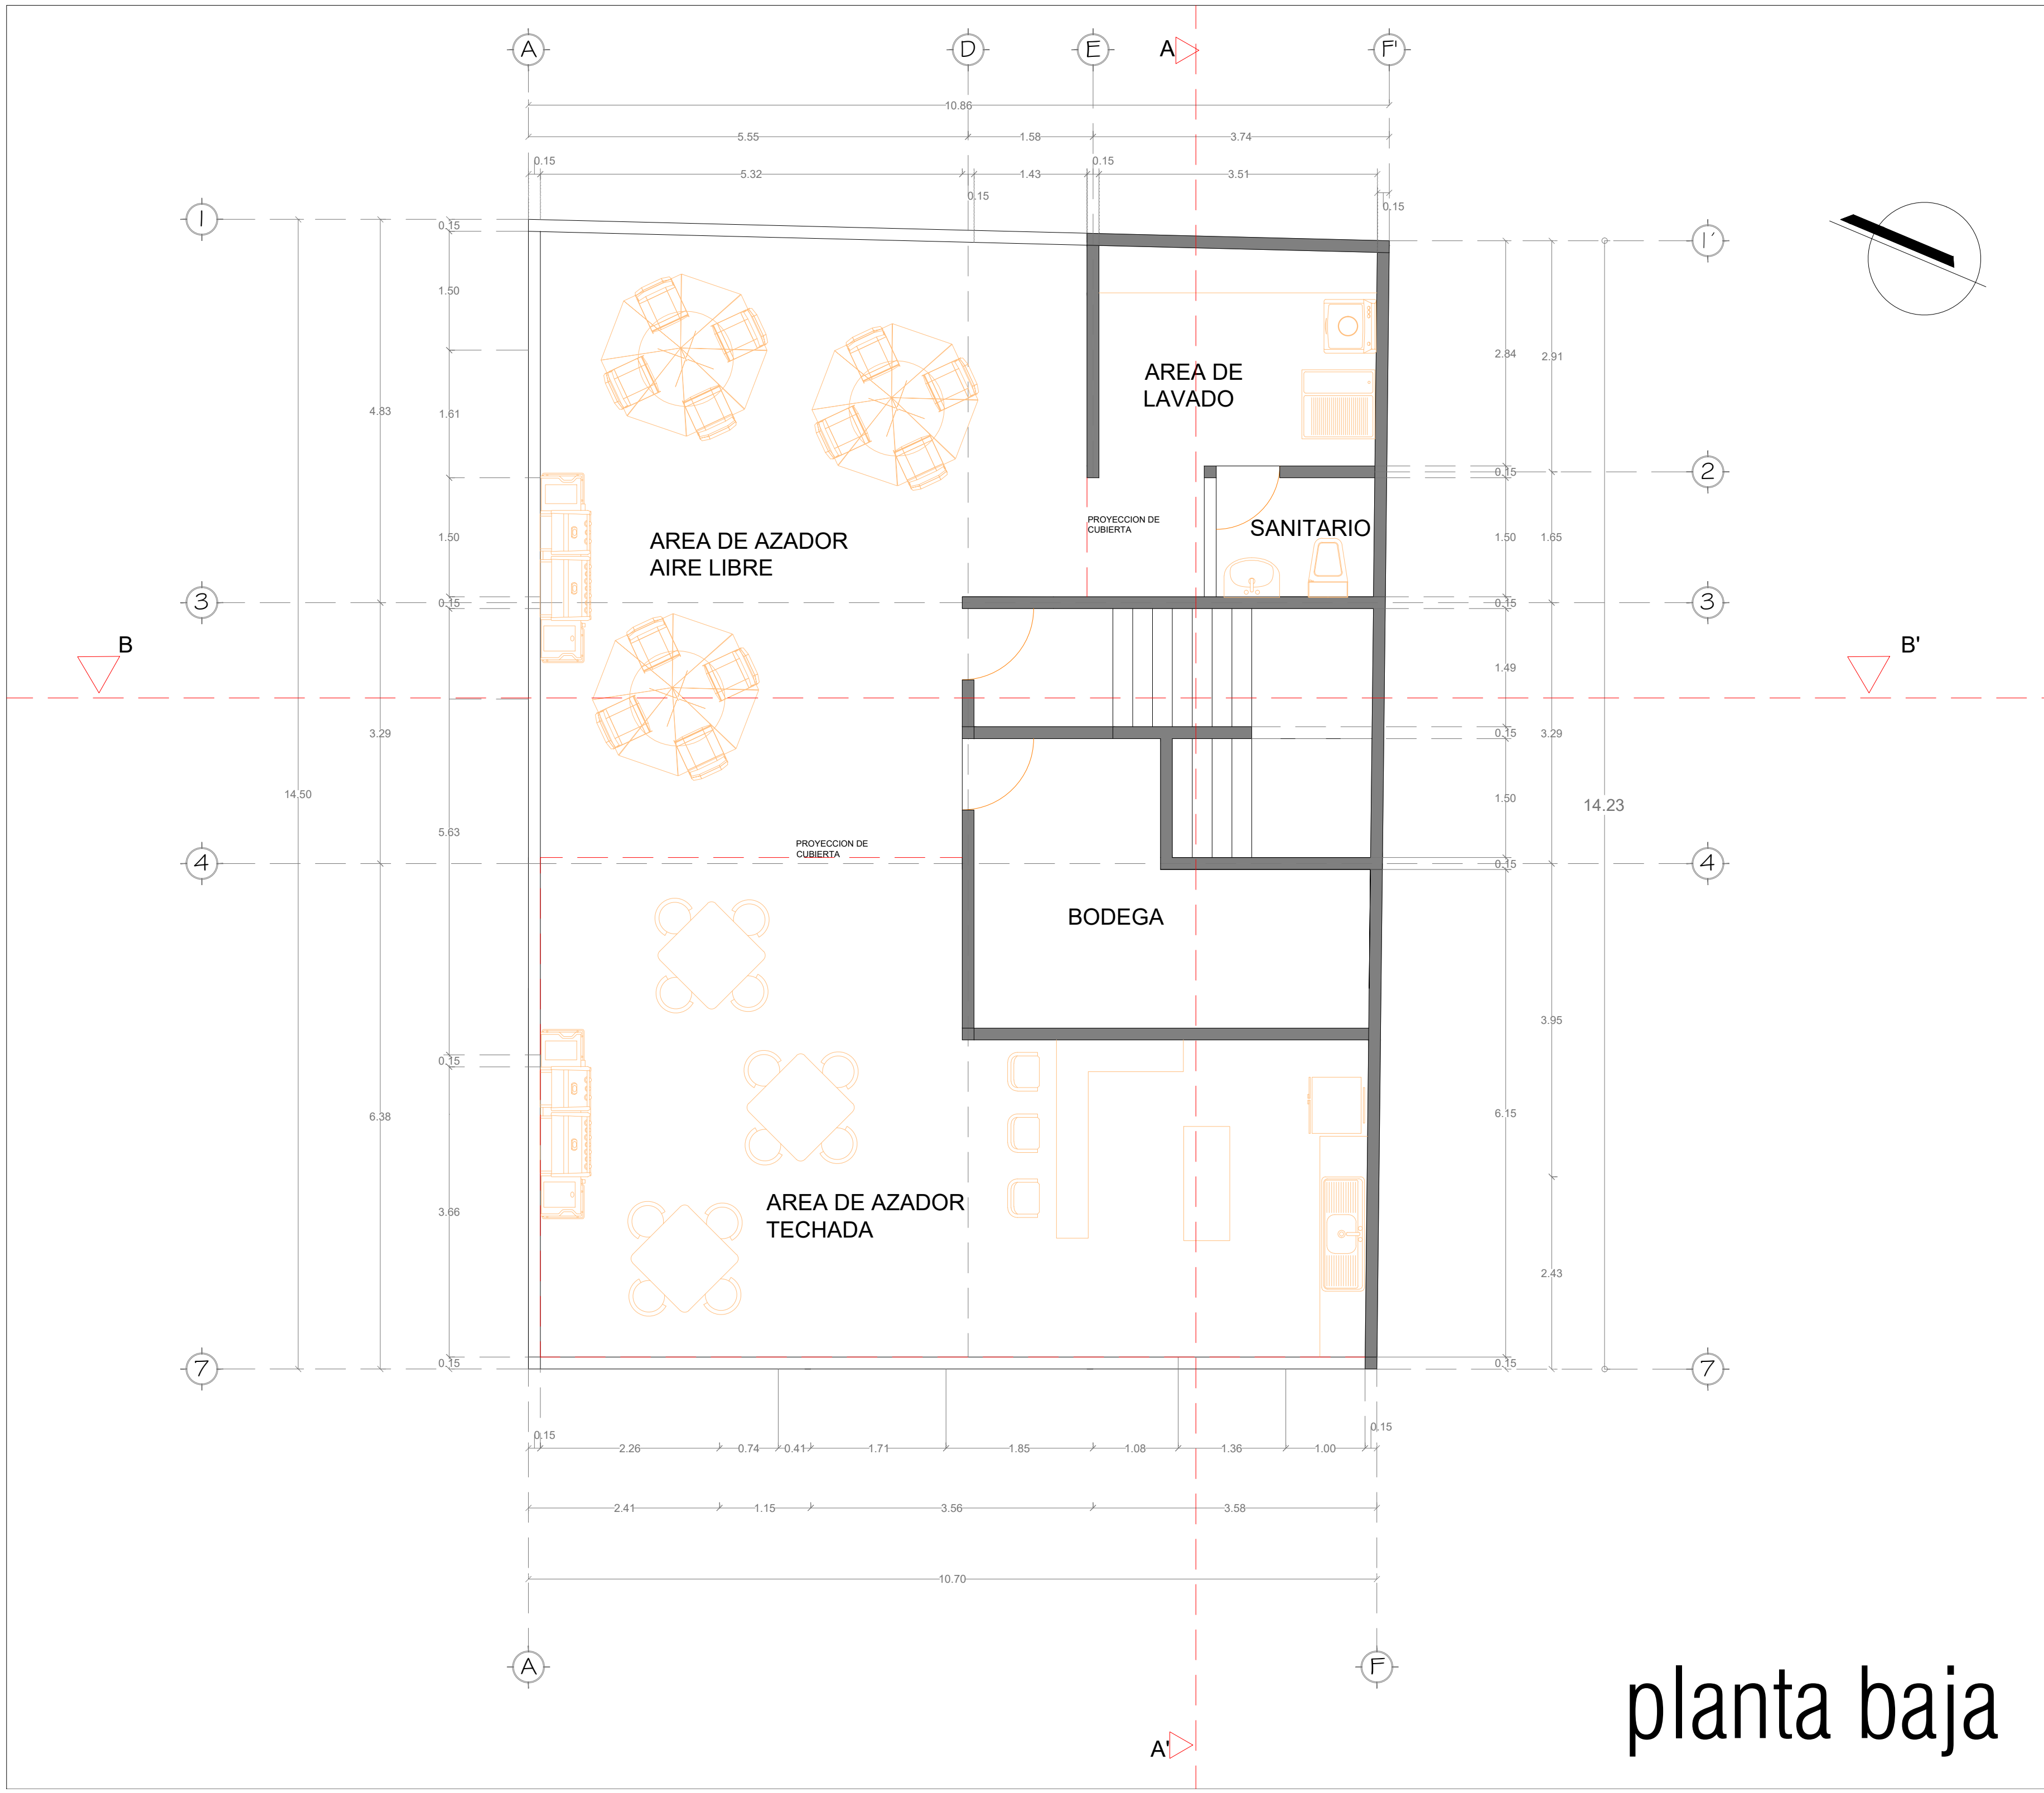 A D E A F'
10.86
5.55 1.58 3.74
0.15 0.15
5.32 1.43 3.51
0.15 0.15
1 1'
0.15
1.50
2.84 2.91
AREA DE
LAVADO
4.83 1.61
2
0.15
PROYECCION DE
CUBIERTA
SANITARIO
AREA DE AZADOR
AIRE LIBRE
1.50 1.50 1.65
3 0.15 0.15 3
B B'
1.49
3.29 0.15 3.29
14.50 1.50 14.23
5.63
PROYECCION DE
CUBIERTA
4 0.15 4
BODEGA
3.95
0.15
6.38 6.15
AREA DE AZADOR
TECHADA
3.66
2.43
7 0.15 0.15 7
0.15 0.15
2.26 0.74 0.41 1.71 1.85 1.08 1.36 1.00
2.41 1.15 3.56 3.58
10.70
A F
planta baja
A'